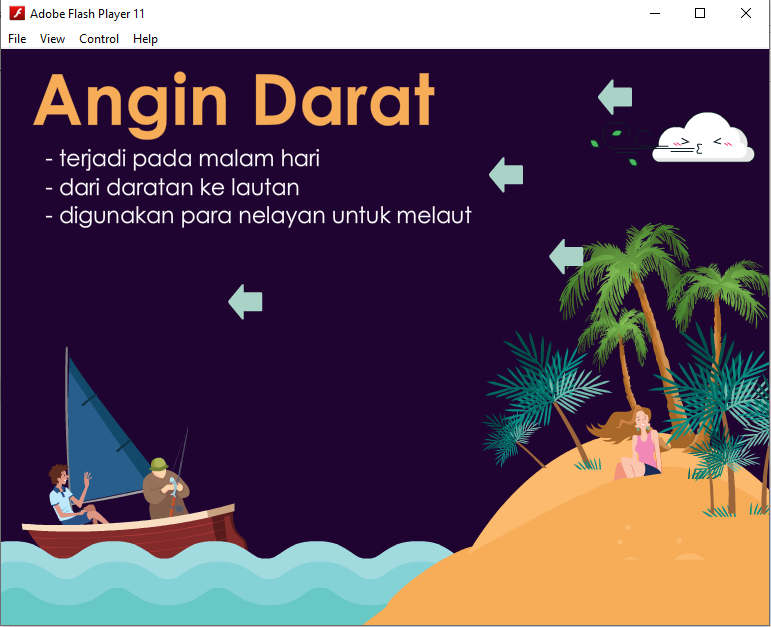 Adobe Flash Player 11
File View Control Help
Angin Darat
- terjadi pada malam hari
- dari daratan ke lautan
- digunakan para nelayan untuk melaut